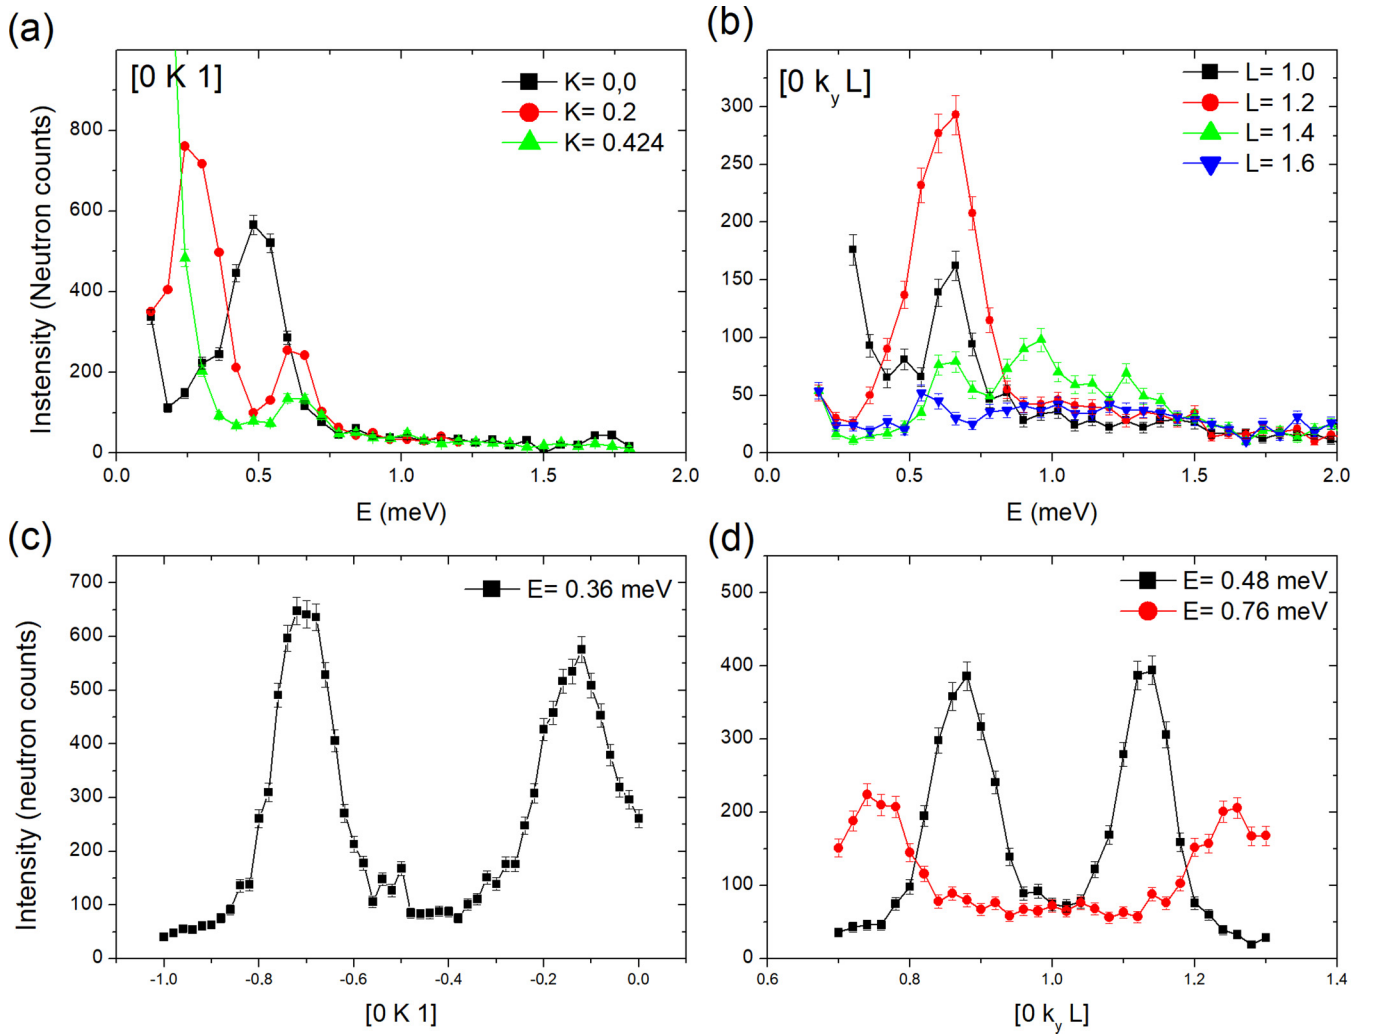 (a)
[0 K 1]
K= 0,0
K= 0.2
K= 0.424
Instensity (Neutron counts)
800
600
400
200
0
0.0 0.5 1.0 1.5 2.0
E (meV)
(b)
[0 ky L]
L= 1.0
L= 1.2
L= 1.4
L= 1.6
300
250
200
150
100
50
0
0.0 0.5 1.0 1.5 2.0
E (meV)
(c)
E= 0.36 meV
Intensity (neutron counts)
700
600
500
400
300
200
100
0
-1.0 -0.8 -0.6 -0.4 -0.2 0.0
[0 K 1]
(d)
E= 0.48 meV
E= 0.76 meV
500
400
300
200
100
0
0.6 0.8 1.0 1.2 1.4
[0 ky L]